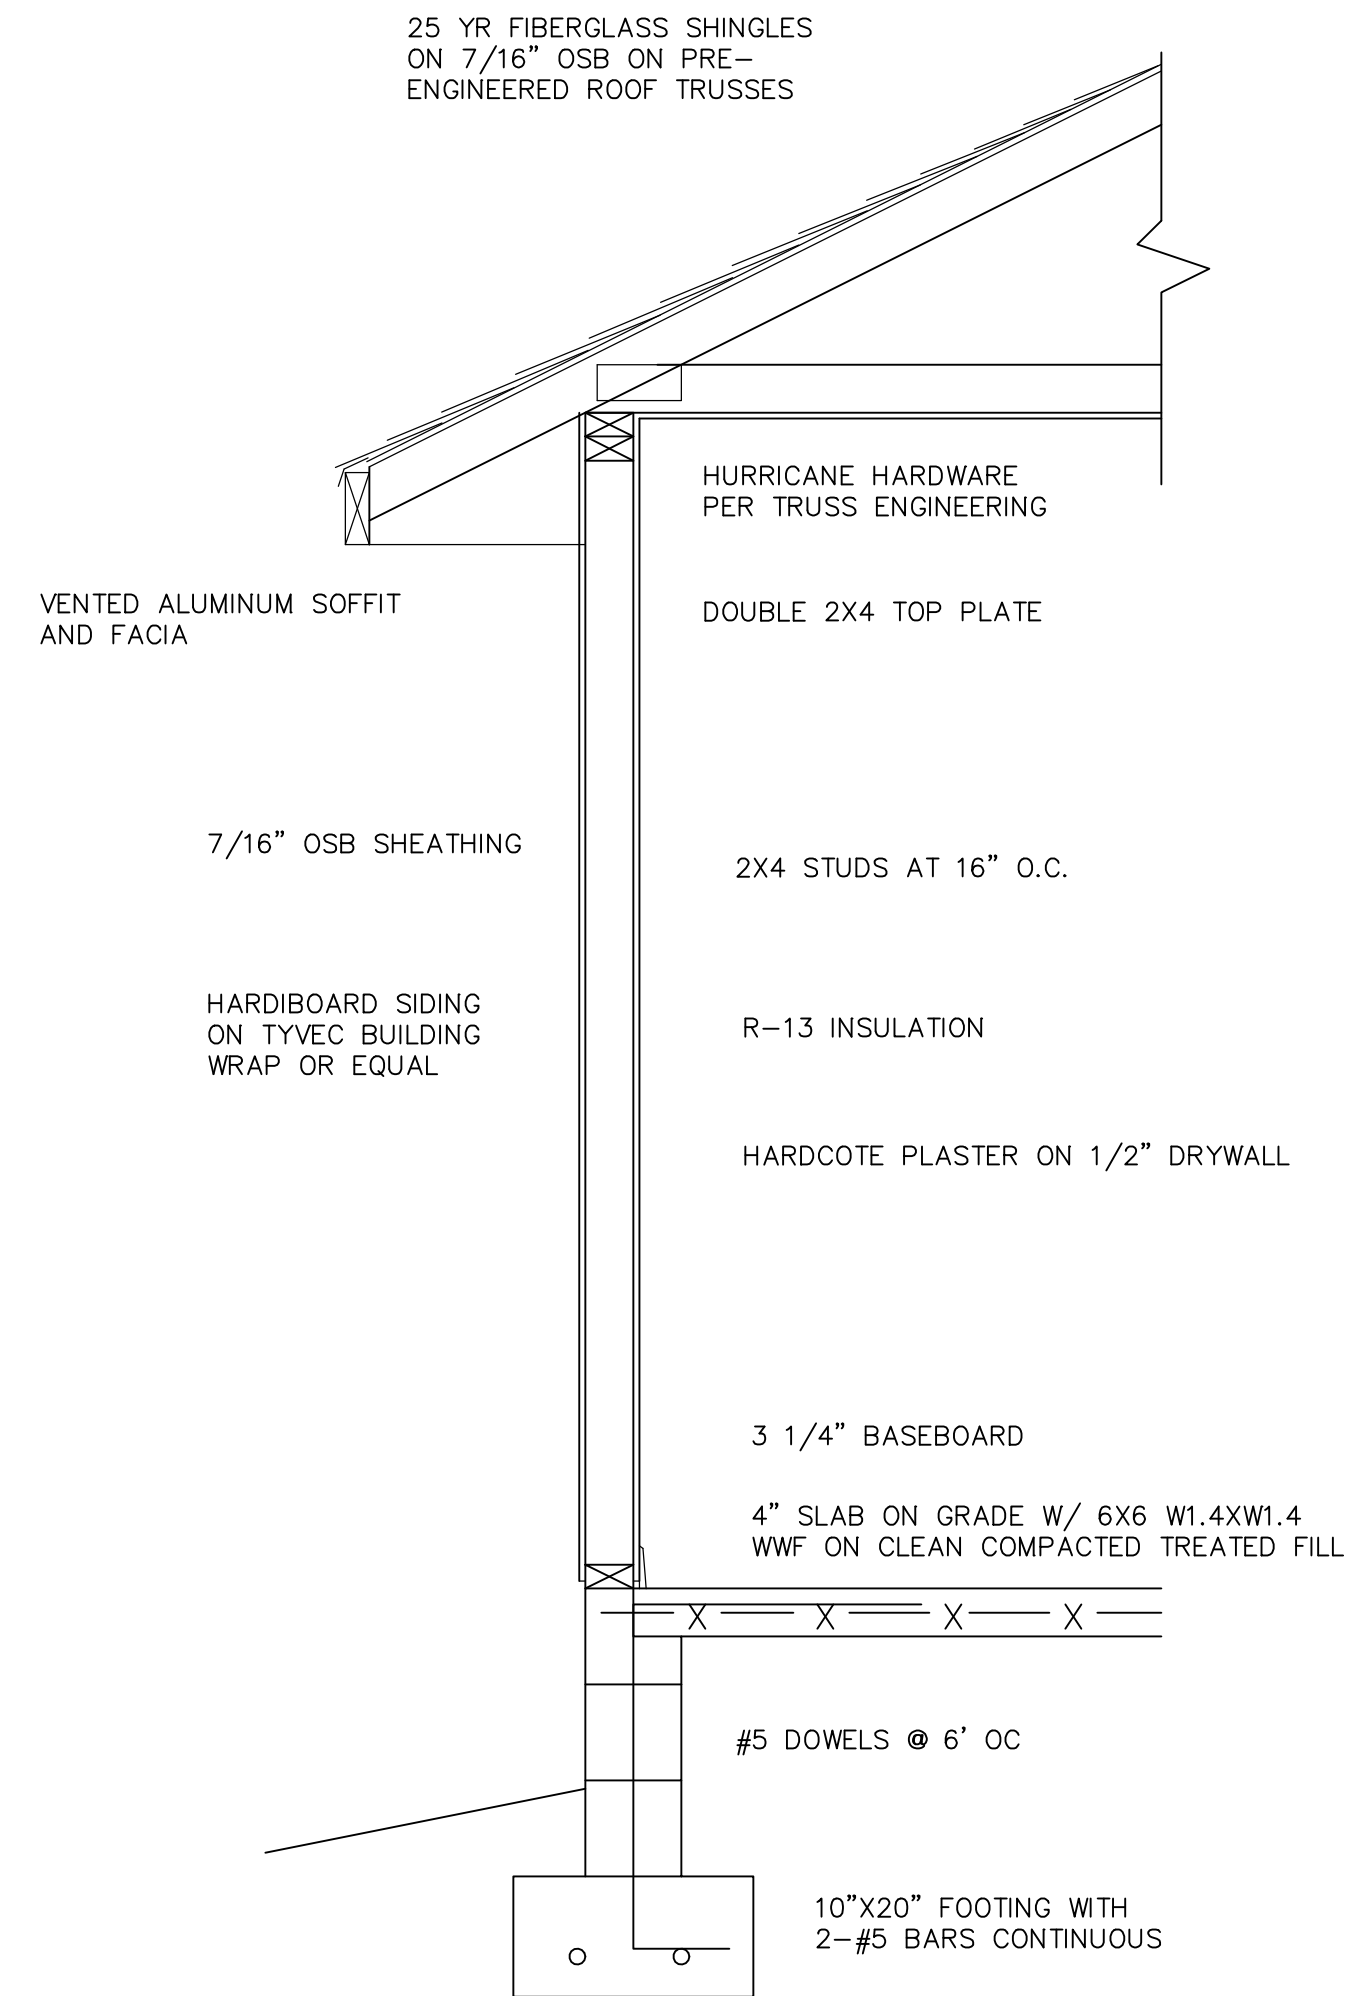 25 YR FIBERGLASS SHINGLES
ON 7/16" OSB ON PRE-
ENGINEERED ROOF TRUSSES
HURRICANE HARDWARE
PER TRUSS ENGINEERING
VENTED ALUMINUM SOFFIT
AND FACIA
DOUBLE 2X4 TOP PLATE
7/16" OSB SHEATHING
2X4 STUDS AT 16" O.C.
HARDIBOARD SIDING
ON TYVEC BUILDING
WRAP OR EQUAL
R-13 INSULATION
HARDCOTE PLASTER ON 1/2" DRYWALL
3 1/4" BASEBOARD
4" SLAB ON GRADE W/ 6X6 W1.4XW1.4
WWF ON CLEAN COMPACTED TREATED FILL
#5 DOWELS @ 6' OC
10"X20" FOOTING WITH
2-#5 BARS CONTINUOUS